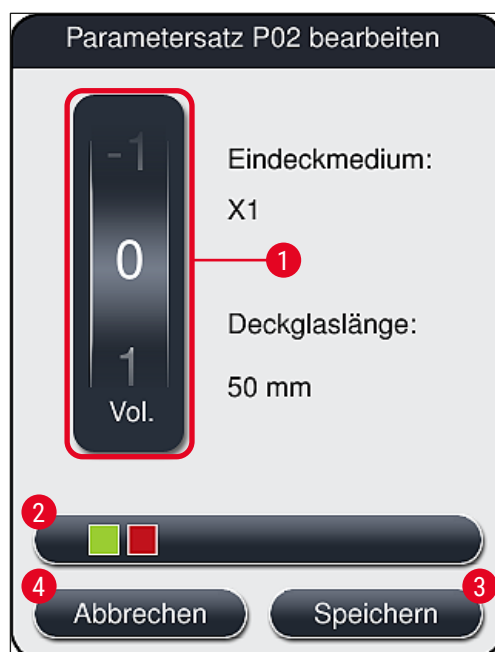 Parametersatz P02 bearbeiten
-1
0
1
Vol.
1
Eindeckmedium:
X1
Deckglaslänge:
50 mm
2
4
Abbrechen
3
Speichern